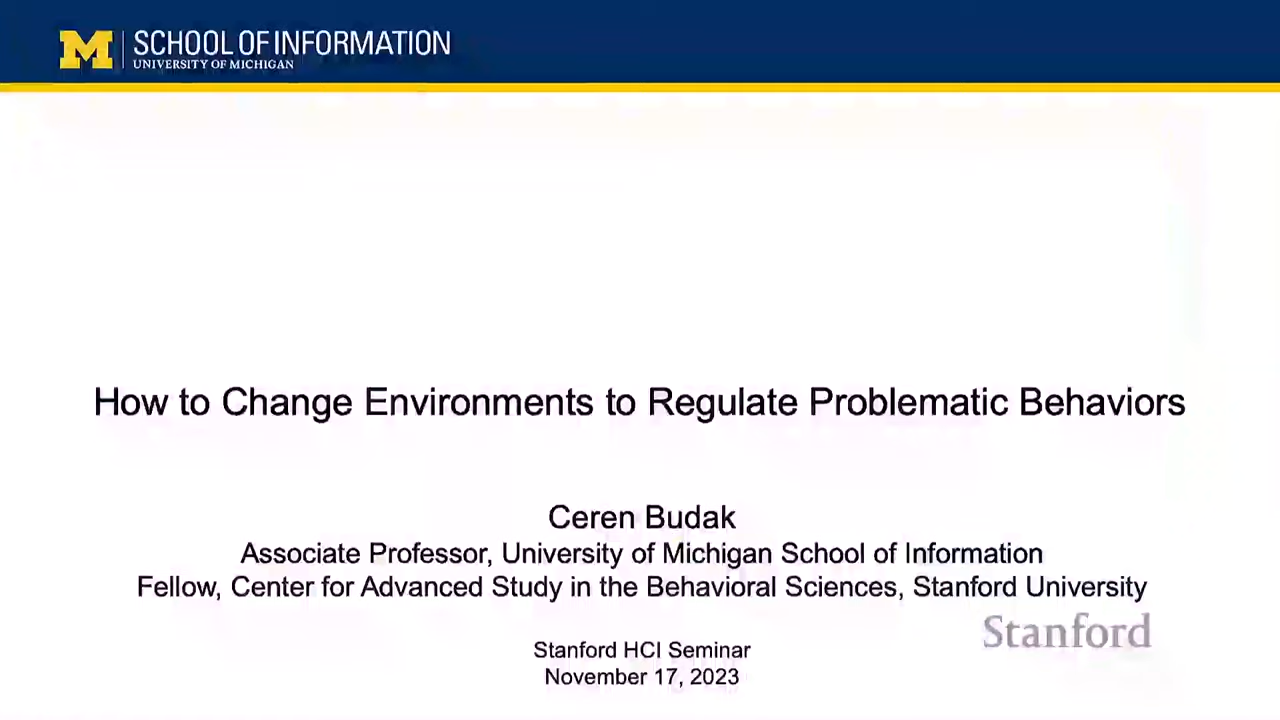 M SCHOOL OF INFORMATION
UNIVERSITY OF MICHIGAN
How to Change Environments to Regulate Problematic Behaviors
Ceren Budak
Associate Professor, University of Michigan School of Information
Fellow, Center for Advanced Study in the Behavioral Sciences, Stanford University
Stanford
Stanford HCI Seminar
November 17, 2023